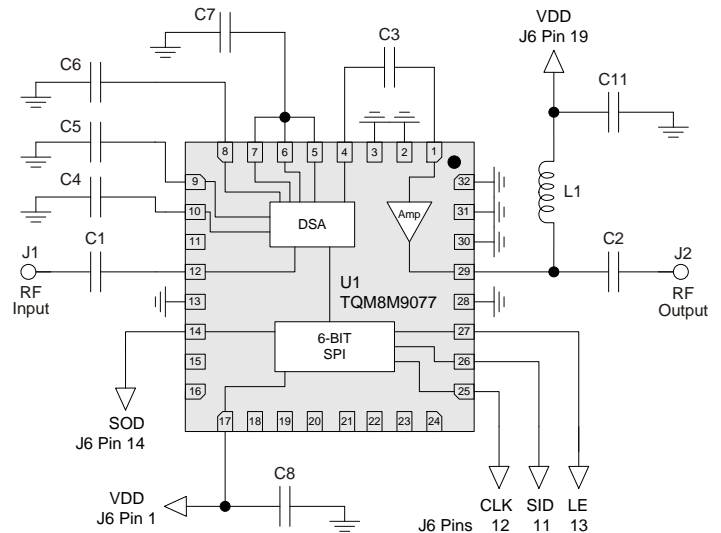 C7
C3
VDD
J6 Pin 19
C6
C11
C5
8
7
6
5
4
3
2
1
C4
9
32
L1
10
DSA
Amp
31
J1
C1
11
30
C2
J2
12
29
RF
Input
U1
TQM8M9077
RF
Output
13
28
14
6-BIT
SPI
27
15
26
16
25
SOD
J6 Pin 14
17
18
19
20
21
22
23
24
C8
VDD
J6 Pin 1
CLK
SID
LE
J6 Pins
12
11
13